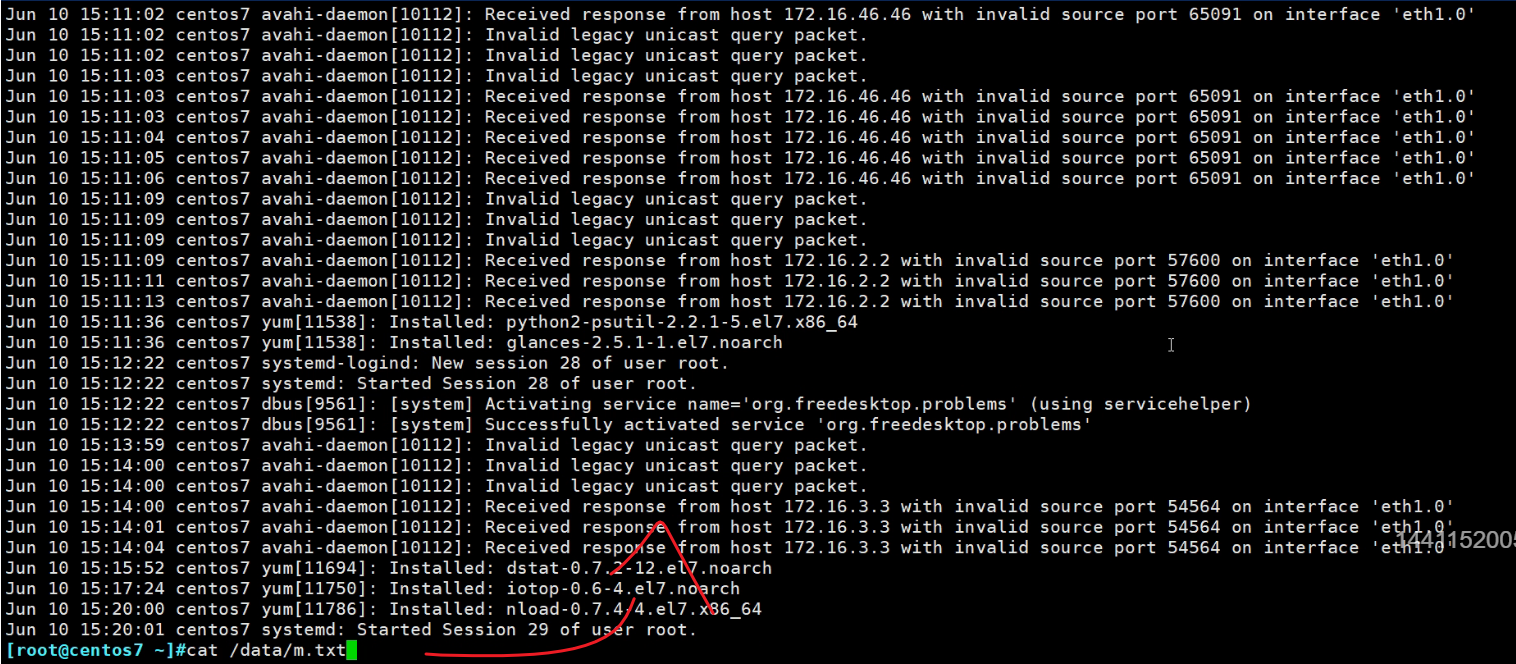 Jun 10 15:11:02 centos7 avahi-daemon[10112]: Received response from host 172.16.46.46 with invalid source port 65091 on interface 'eth1.0'
Jun 10 15:11:02 centos7 avahi-daemon[10112]: Invalid legacy unicast query packet.
Jun 10 15:11:02 centos7 avahi-daemon[10112]: Invalid legacy unicast query packet.
Jun 10 15:11:03 centos7 avahi-daemon[10112]: Invalid legacy unicast query packet.
Jun 10 15:11:03 centos7 avahi-daemon[10112]: Received response from host 172.16.46.46 with invalid source port 65091 on interface 'eth1.0'
Jun 10 15:11:03 centos7 avahi-daemon[10112]: Received response from host 172.16.46.46 with invalid source port 65091 on interface 'eth1.0'
Jun 10 15:11:04 centos7 avahi-daemon[10112]: Received response from host 172.16.46.46 with invalid source port 65091 on interface 'eth1.0'
Jun 10 15:11:05 centos7 avahi-daemon[10112]: Received response from host 172.16.46.46 with invalid source port 65091 on interface 'eth1.0'
Jun 10 15:11:06 centos7 avahi-daemon[10112]: Received response from host 172.16.46.46 with invalid source port 65091 on interface 'eth1.0'
Jun 10 15:11:09 centos7 avahi-daemon[10112]: Invalid legacy unicast query packet.
Jun 10 15:11:09 centos7 avahi-daemon[10112]: Invalid legacy unicast query packet.
Jun 10 15:11:09 centos7 avahi-daemon[10112]: Invalid legacy unicast query packet.
Jun 10 15:11:09 centos7 avahi-daemon[10112]: Received response from host 172.16.2.2 with invalid source port 57600 on interface 'eth1.0'
Jun 10 15:11:11 centos7 avahi-daemon[10112]: Received response from host 172.16.2.2 with invalid source port 57600 on interface 'eth1.0'
Jun 10 15:11:13 centos7 avahi-daemon[10112]: Received response from host 172.16.2.2 with invalid source port 57600 on interface 'eth1.0'
Jun 10 15:11:36 centos7 yum[11538]: Installed: python2-psutil-2.2.1-5.el7.x86_64
Jun 10 15:11:36 centos7 yum[11538]: Installed: glances-2.5.1-1.el7.noarch
Jun 10 15:12:22 centos7 systemd-logind: New session 28 of user root.
Jun 10 15:12:22 centos7 systemd: Started Session 28 of user root.
Jun 10 15:12:22 centos7 dbus[9561]: [system] Activating service name='org.freedesktop.problems' (using servicehelper)
Jun 10 15:12:22 centos7 dbus[9561]: [system] Successfully activated service 'org.freedesktop.problems'
Jun 10 15:13:59 centos7 avahi-daemon[10112]: Invalid legacy unicast query packet.
Jun 10 15:14:00 centos7 avahi-daemon[10112]: Invalid legacy unicast query packet.
Jun 10 15:14:00 centos7 avahi-daemon[10112]: Invalid legacy unicast query packet.
Jun 10 15:14:00 centos7 avahi-daemon[10112]: Received response from host 172.16.3.3 with invalid source port 54564 on interface 'eth1.0'
Jun 10 15:14:01 centos7 avahi-daemon[10112]: Received response from host 172.16.3.3 with invalid source port 54564 on interface 'eth1.0'
Jun 10 15:14:04 centos7 avahi-daemon[10112]: Received response from host 172.16.3.3 with invalid source port 54564 on interface 'eth1.0'
Jun 10 15:15:52 centos7 yum[11694]: Installed: dstat-0.7.2-12.el7.noarch
Jun 10 15:17:24 centos7 yum[11750]: Installed: iotop-0.6-4.el7.noarch
Jun 10 15:20:00 centos7 yum[11786]: Installed: nload-0.7.4-4.el7.x86_64
Jun 10 15:20:01 centos7 systemd: Started Session 29 of user root.
[root@centos7 ~]#cat /data/m.txt